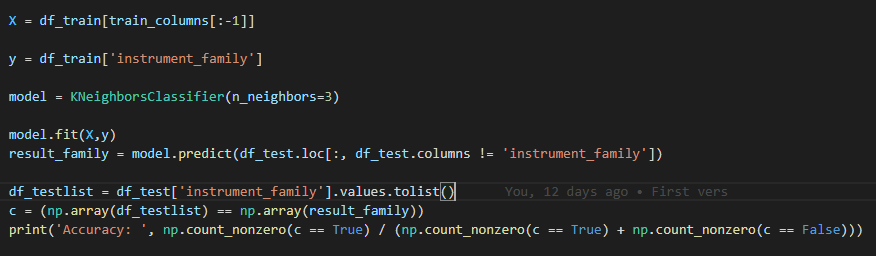 X = df_train[train_columns[:-1]]
y = df_train['instrument_family']
model = KNeighborsClassifier(n_neighbors=3)
model.fit(X,y)
result_family = model.predict(df_test.loc[:, df_test.columns != 'instrument_family'])
df_testlist = df_test['instrument_family'].values.tolist() You, 12 days ago • First vers
c = (np.array(df_testlist) == np.array(result_family))
print('Accuracy: ', np.count_nonzero(c == True) / (np.count_nonzero(c == True) + np.count_nonzero(c == False)))